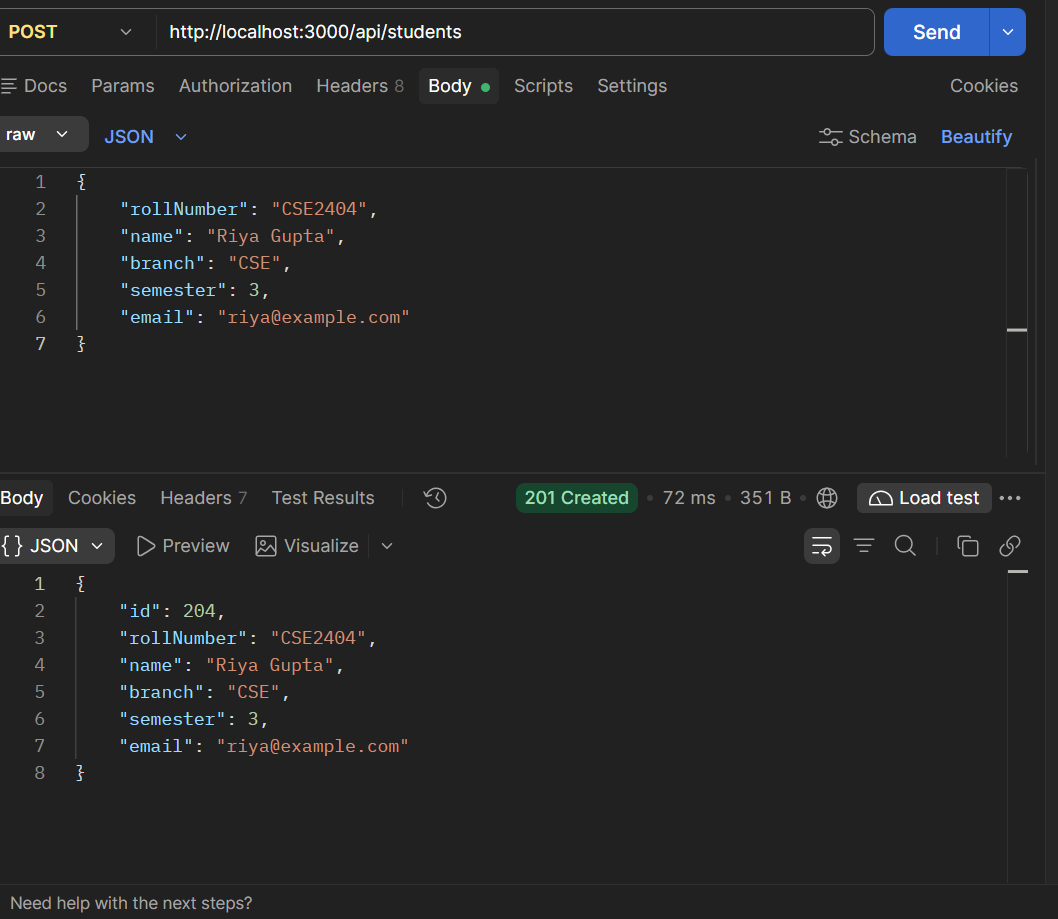 POST http://localhost:3000/api/students Send
Docs Params Authorization Headers 8 Body Scripts Settings Cookies
raw JSON Schema Beautify
1 {
2 "rollNumber": "CSE2404",
3 "name": "Riya Gupta",
4 "branch": "CSE",
5 "semester": 3,
6 "email": "riya@example.com"
7 }
Body Cookies Headers 7 Test Results 201 Created • 72 ms • 351 B • Load test
{} JSON Preview Visualize
1 {
2 "id": 204,
3 "rollNumber": "CSE2404",
4 "name": "Riya Gupta",
5 "branch": "CSE",
6 "semester": 3,
7 "email": "riya@example.com"
8 }
Need help with the next steps?